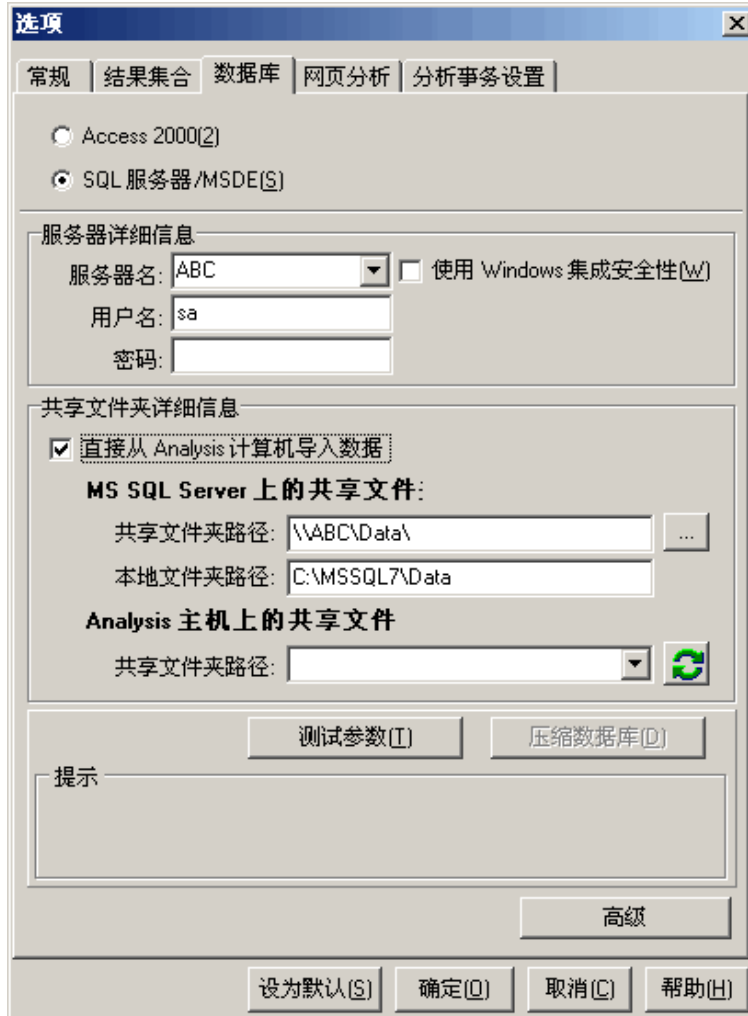 选项
常规 结果集合 数据库 网页分析 分析事务设置
Access 2000(2)
SQL 服务器/MSDE(S)
服务器详细信息
服务器名: ABC 使用 Windows 集成安全性(W)
用户名: sa
密码:
共享文件夹详细信息
直接从 Analysis 计算机导入数据
MS SQL Server 上的共享文件:
共享文件夹路径: \\ABC\Data\ ...
本地文件夹路径: C:\MSSQL7\Data
Analysis 主机上的共享文件
共享文件夹路径:
测试参数(T) 压缩数据库(D)
提示
高级
设为默认(S) 确定(O) 取消(C) 帮助(H)